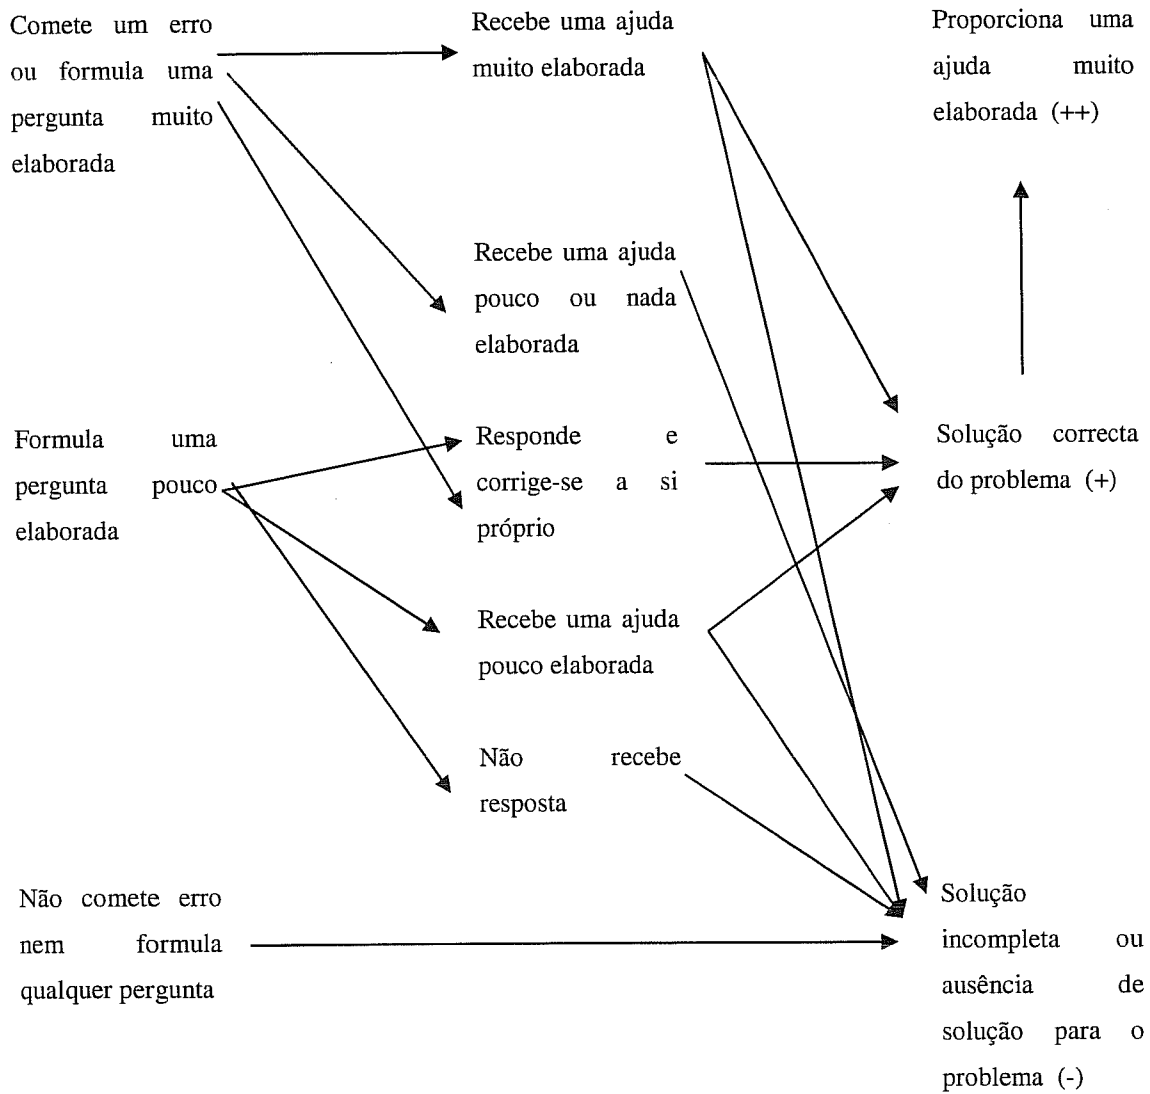 Comete um erro
ou formula uma
pergunta muito
elaborada
Recebe uma ajuda
muito elaborada
Proporciona uma
ajuda muito
elaborada (++)
Recebe uma ajuda
pouco ou nada
elaborada
Formula uma
pergunta pouco
elaborada
Responde e
corrige-se a si
próprio
Solução correcta
do problema (+)
Recebe uma ajuda
pouco elaborada
Não recebe
resposta
Não comete erro
nem formula
qualquer pergunta
Solução
incompleta ou
ausência de
solução para o
problema (-)